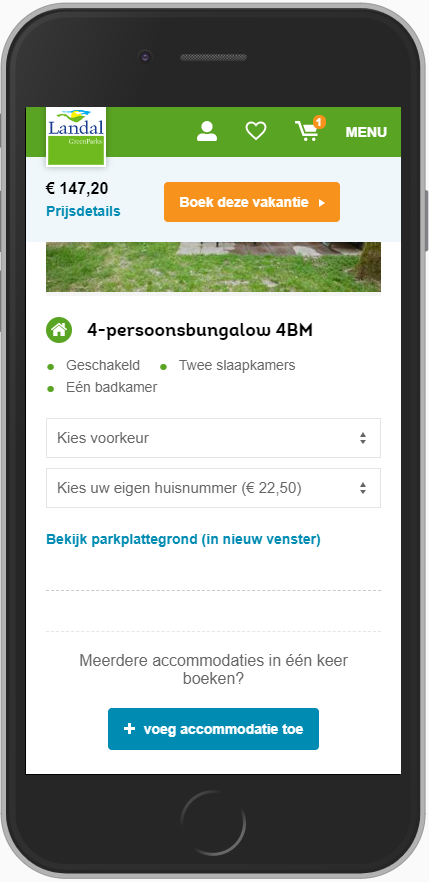 Landal
GreenParks
1
MENU
€ 147,20
Prijsdetails
Boek deze vakantie
4-persoonsbungalow 4BM
Geschakeld
Twee slaapkamers
Eén badkamer
Kies voorkeur
Kies uw eigen huisnummer (€ 22,50)
Bekijk parkplattegrond (in nieuw venster)
Meerdere accommodaties in één keer
boeken?
+ voeg accommodatie toe